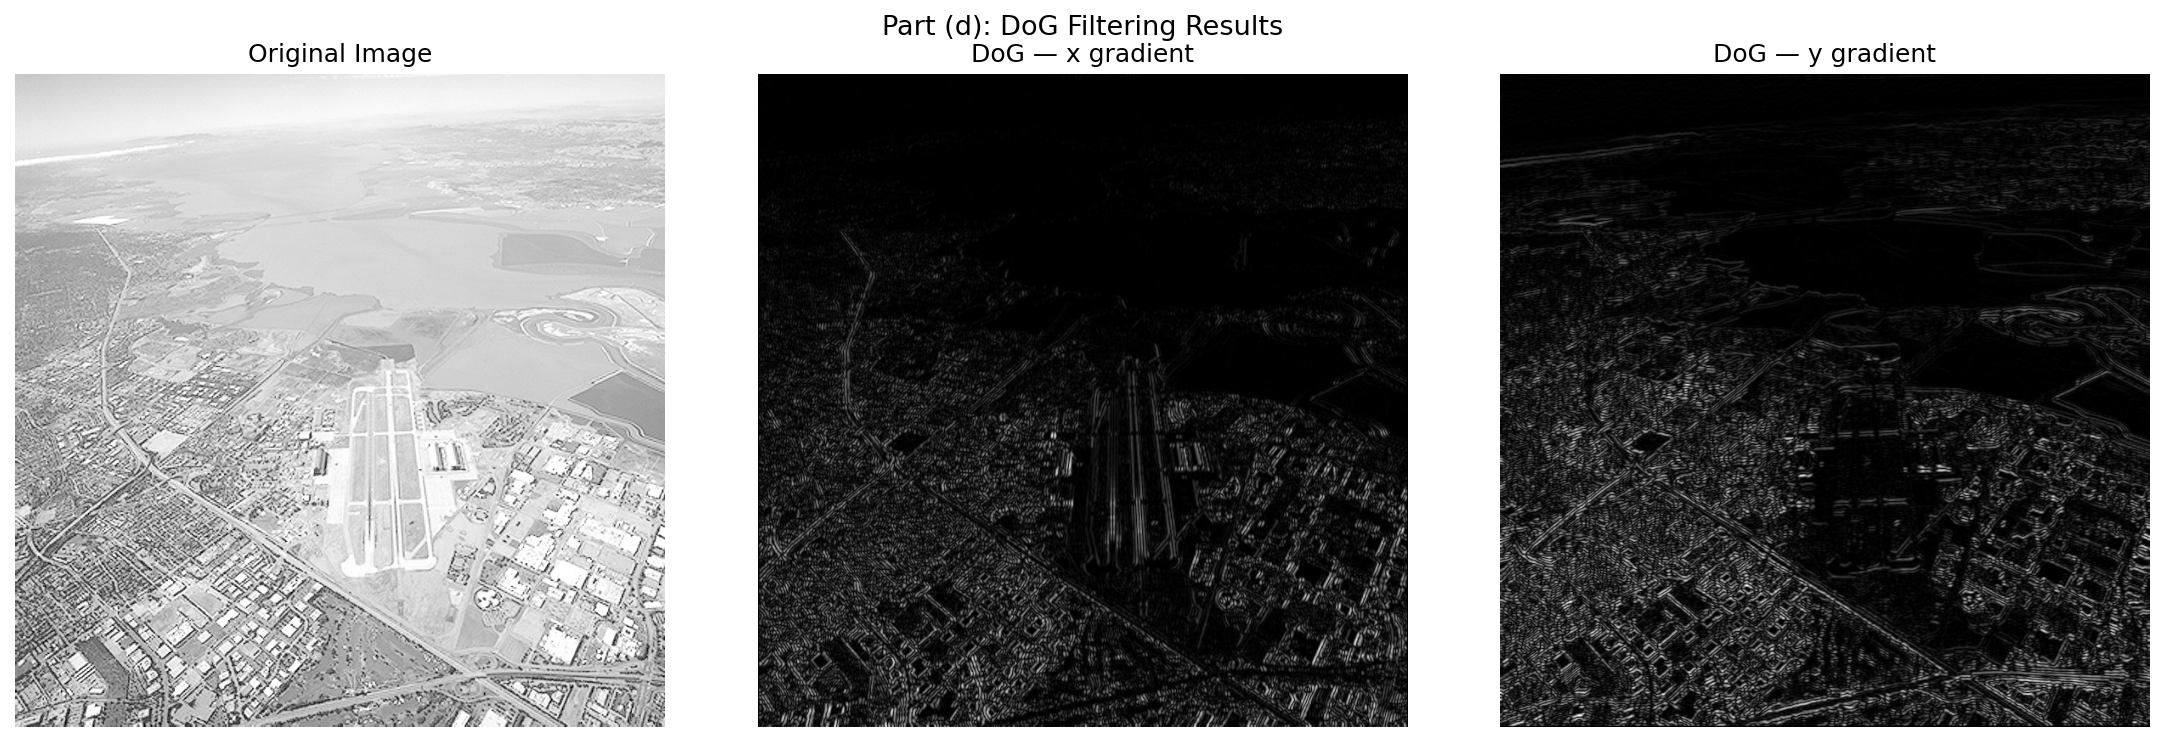 Part (d): DoG Filtering Results
Original Image
DoG — x gradient
DoG — y gradient